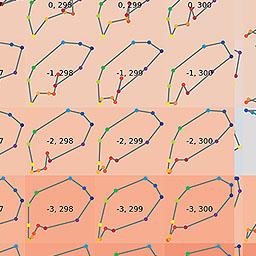 0, 298 0, 299 0, 300
-1, 298 -1, 299 -1, 300
-2, 298 -2, 299 -2, 300
-3, 298 -3, 299 -3, 300